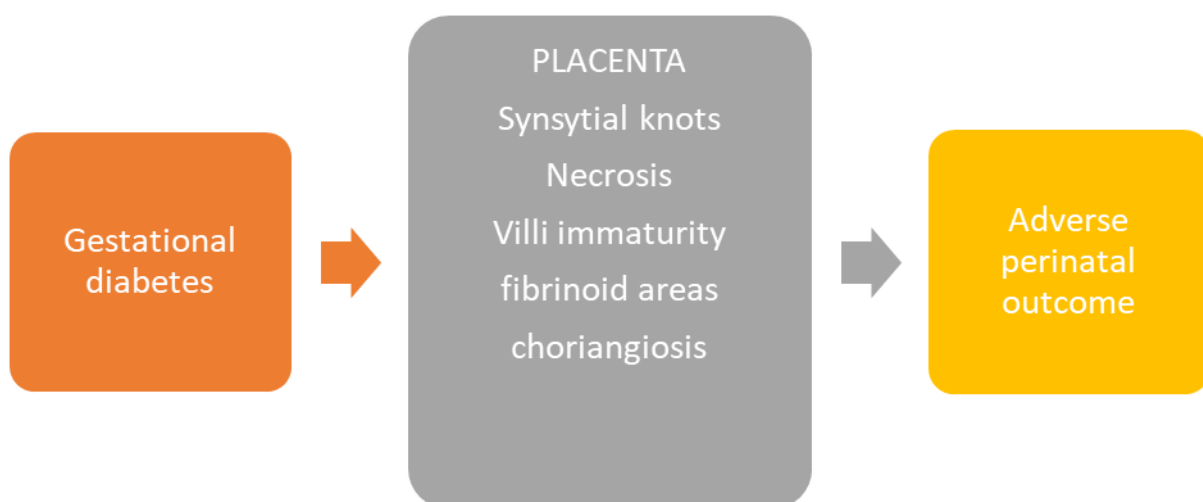 Gestational
diabetes
PLACENTA
Synsytial knots
Necrosis
Villi immaturity
fibrinoid areas
choriangiosis
Adverse
perinatal
outcome